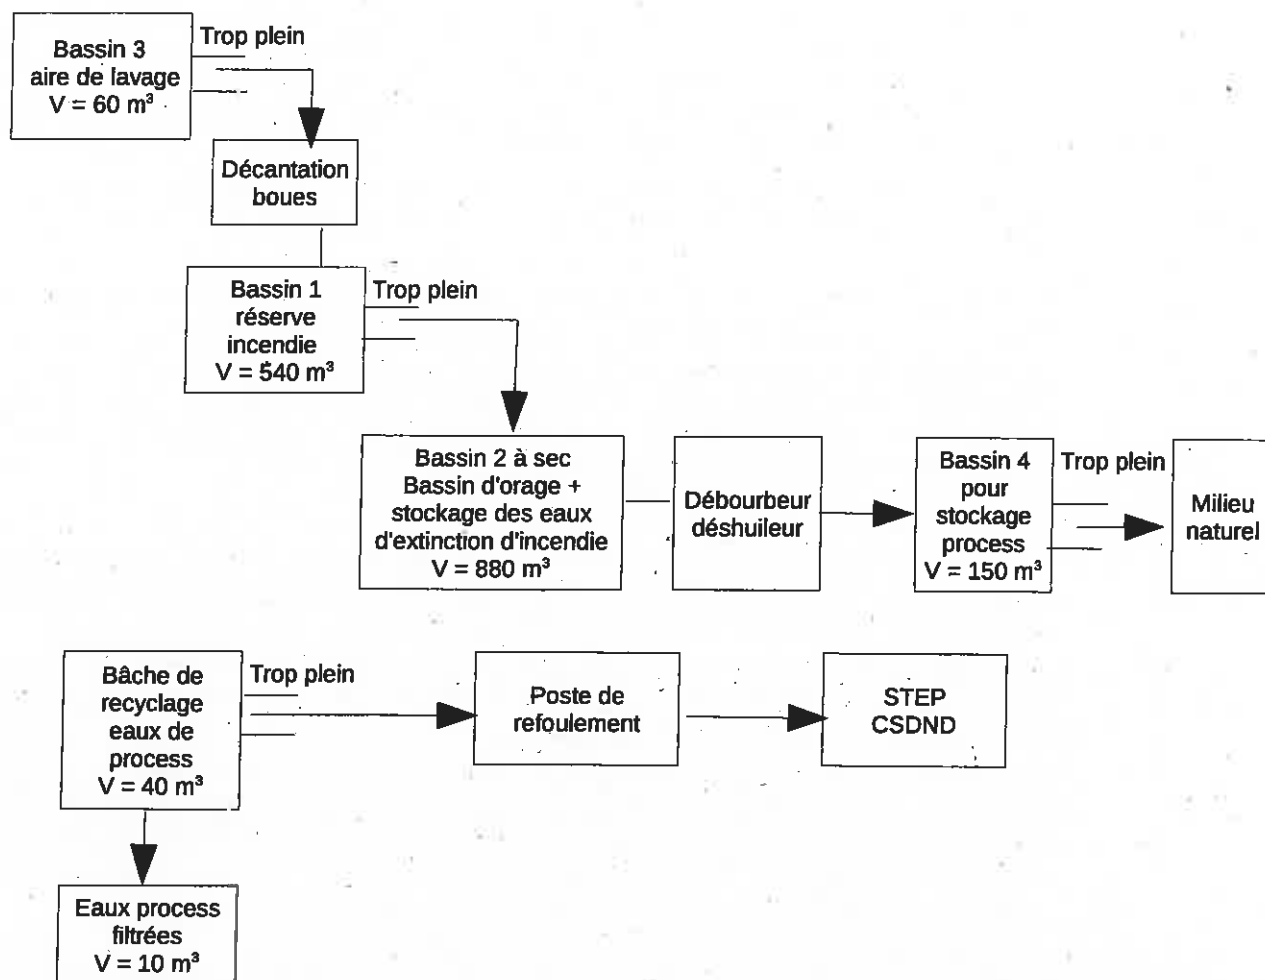 Bassin 3
aire de lavage
V = 60 m³
Trop plein
Décantation
boues
Bassin 1
réserve
incendie
V = 540 m³
Trop plein
Bassin 2 à sec
Bassin d'orage +
stockage des eaux
d'extinction d'incendie
V = 880 m³
Débourbeur
déshuileur
Bassin 4
pour
stockage
process
V = 150 m³
Trop plein
Milieu
naturel
Bâche de
recyclage
eaux de
process
V = 40 m³
Trop plein
Poste de
refoulement
STEP
CSDND
Eaux process
filtrées
V = 10 m³